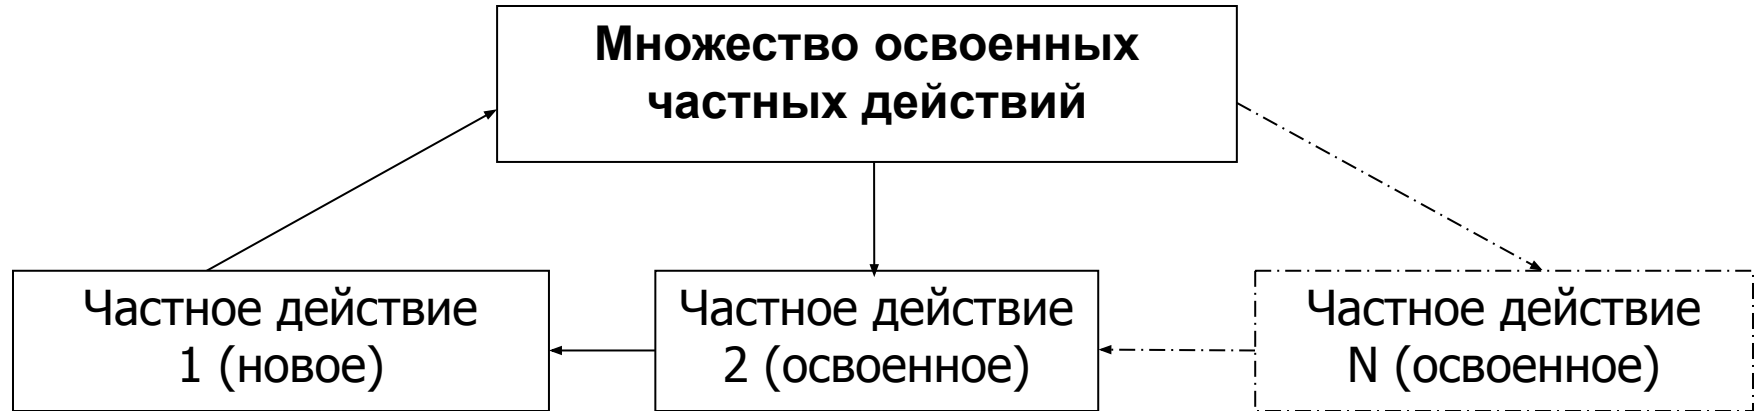 Множество освоенных
частных действий
Частное действие
1 (новое)
Частное действие
2 (освоенное)
Частное действие
N (освоенное)